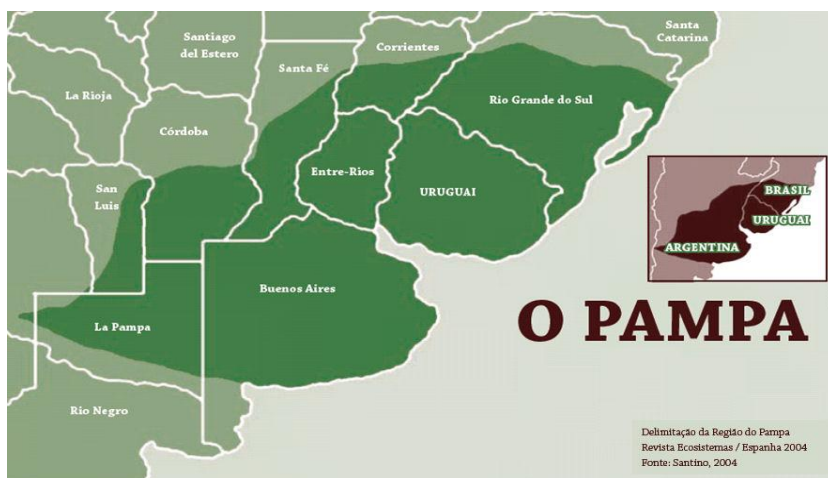 Santa
Catarina
Santiago
del Estero
Corrientes
Santa Fé
La Rioja
Rio Grande do Sul
Córdoba
Entre-Rios
San
Luis
URUGUAI
BRASIL
URUGUAI
ARGENTINA
Buenos Aires
La Pampa
O PAMPA
Rio Negro
Delimitação da Região do Pampa
Revista Ecosistemas / Espanha 2004
Fonte: Santino, 2004